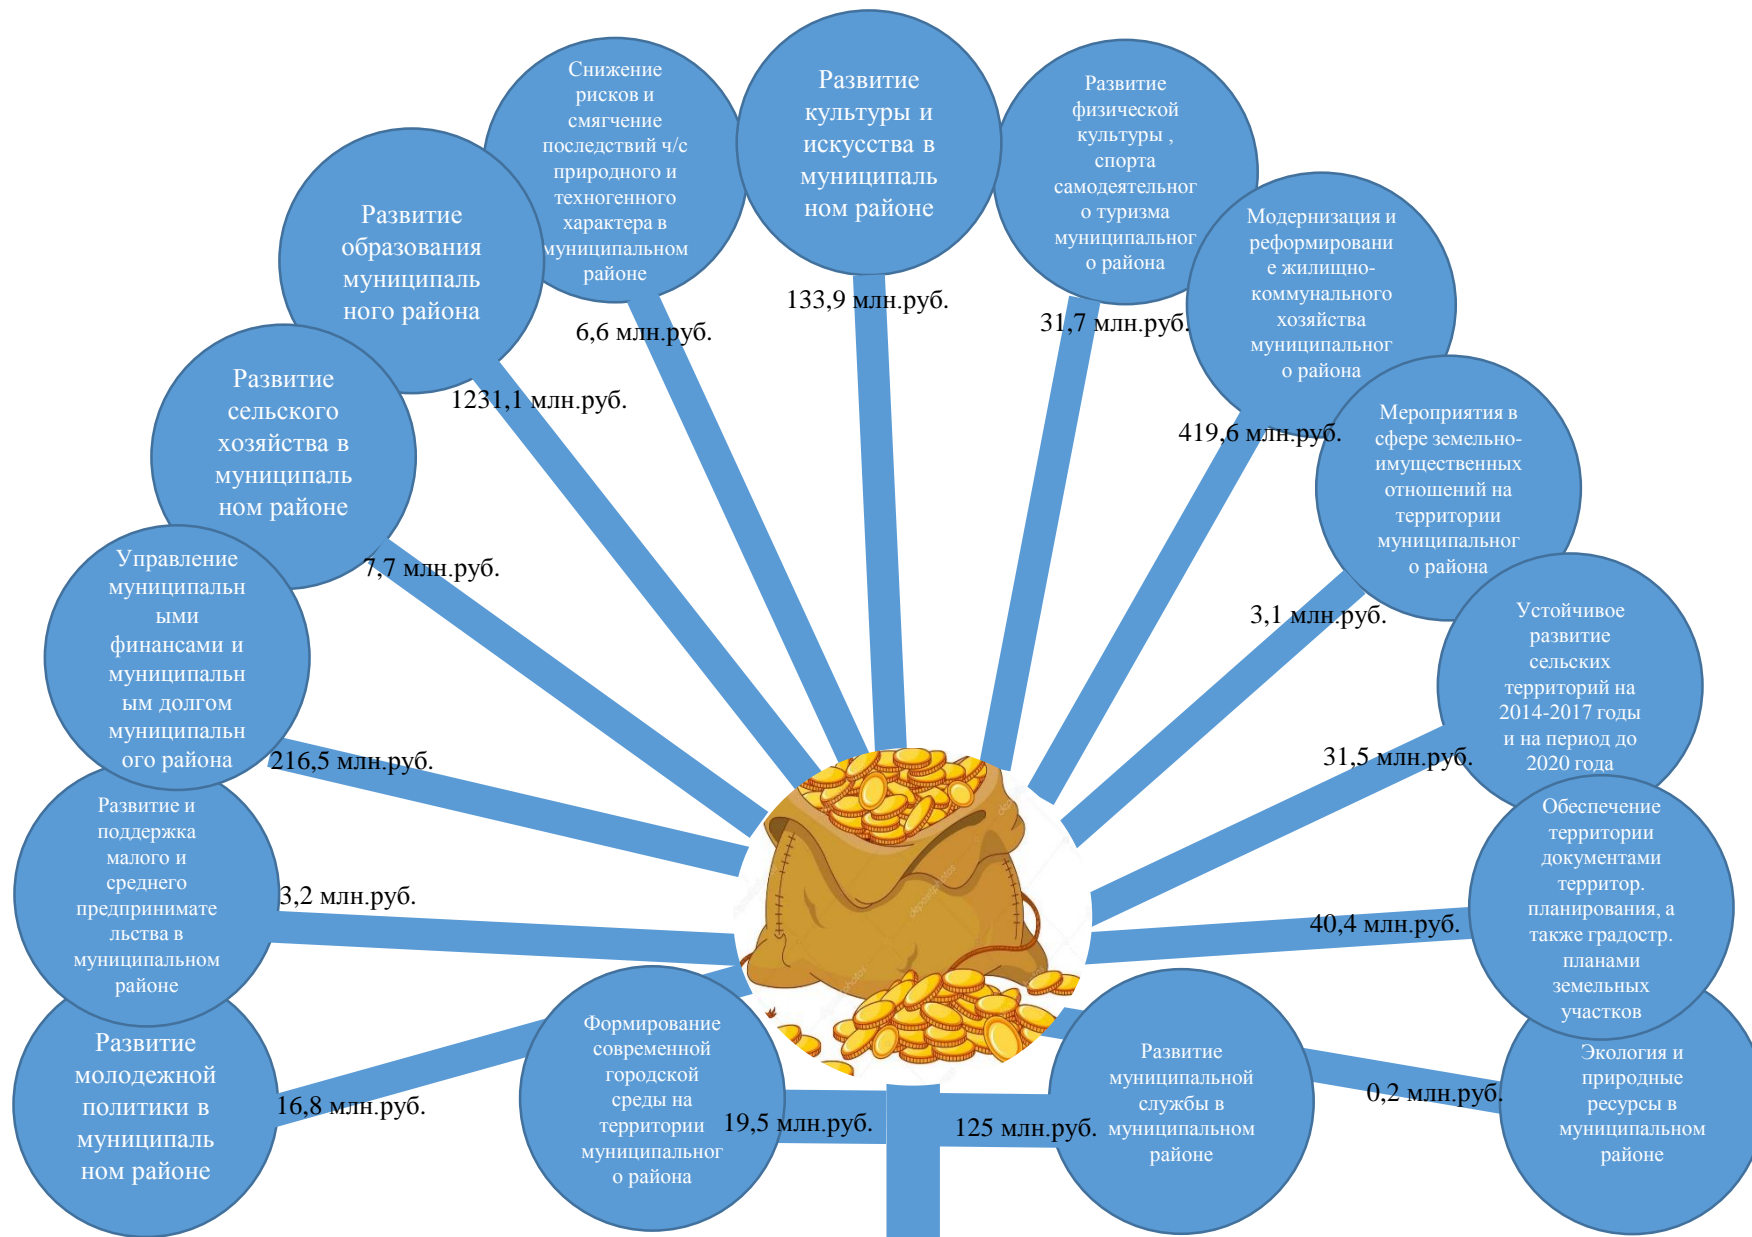 Развитие
культуры и
искусства в
муниципаль
ном районе
133,9 млн.руб.
Снижение
рисков и
смягчение
последствий ч/с
природного и
техногенного
характера в
муниципальном
районе
6,6 млн.руб.
Развитие
физической
культуры ,
спорта
самодеятельног
о туризма
муниципальног
о района
31,7 млн.руб.
Развитие
образования
муниципаль
ного района
1231,1 млн.руб.
Модернизация и
реформировани
е жилищно-
коммунального
хозяйства
муниципальног
о района
419,6 млн.руб.
Развитие
сельского
хозяйства в
муниципаль
ном районе
7,7 млн.руб.
Мероприятия в
сфере земельно-
имущественных
отношений на
территории
муниципальног
о района
3,1 млн.руб.
Управление
муниципальн
ыми
финансами и
муниципальн
ым долгом
муниципальн
ого района
216,5 млн.руб.
Устойчивое
развитие
сельских
территорий на
2014-2017 годы
и на период до
2020 года
31,5 млн.руб.
Развитие и
поддержка
малого и
среднего
предпринимате
льства в
муниципальном
районе
3,2 млн.руб.
Обеспечение
территории
документами
территор.
планирования, а
также градостр.
планами
земельных
участков
40,4 млн.руб.
Развитие
молодежной
политики в
муниципаль
ном районе
16,8 млн.руб.
Формирование
современной
городской
среды на
территории
муниципальног
о района
19,5 млн.руб.
Развитие
муниципальной
службы в
муниципальном
районе
125 млн.руб.
Экология и
природные
ресурсы в
муниципальном
районе
0,2 млн.руб.
depositphotos